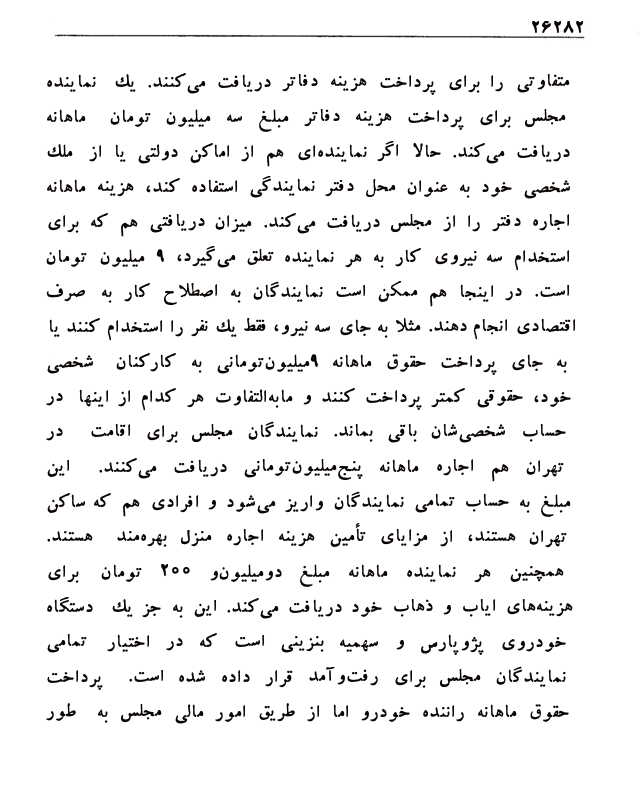 ۲۶۲۸۲
متفاوتی را برای پرداخت هزینه دفاتر دریافت می‌کنند. یك نماینده
مجلس برای پرداخت هزینه دفاتر مبلغ سه میلیون تومان ماهانه
دریافت می‌کند. حالا اگر نماینده‌ای هم از اماکن دولتی یا از ملك
شخصی خود به عنوان محل دفتر نمایندگی استفاده کند، هزینه ماهانه
اجاره دفتر را از مجلس دریافت می‌کند. میزان دریافتی هم که برای
استخدام سه نیروی کار به هر نماینده تعلق می‌گیرد، ۹ میلیون تومان
است. در اینجا هم ممکن است نمایندگان به اصطلاح کار به صرف
اقتصادی انجام دهند. مثلا به جای سه نیرو، فقط یك نفر را استخدام کنند یا
به جای پرداخت حقوق ماهانه ۹میلیون‌تومانی به کارکنان شخصی
خود، حقوقی کمتر پرداخت کنند و مابه‌التفاوت هر کدام از اینها در
حساب شخصی‌شان باقی بماند. نمایندگان مجلس برای اقامت در
تهران هم اجاره ماهانه پنج‌میلیون‌تومانی دریافت می‌کنند. این
مبلغ به حساب تمامی نمایندگان واریز می‌شود و افرادی هم که ساکن
تهران هستند، از مزایای تأمین هزینه اجاره منزل بهره‌مند هستند.
همچنین هر نماینده ماهانه مبلغ دومیلیون‌و ۲۰۰ تومان برای
هزینه‌های ایاب و ذهاب خود دریافت می‌کند. این به جز یك دستگاه
خودروی پژوپارس و سهمیه بنزینی است که در اختیار تمامی
نمایندگان مجلس برای رفت‌وآمد قرار داده شده است. پرداخت
حقوق ماهانه راننده خودرو اما از طریق امور مالی مجلس به طور